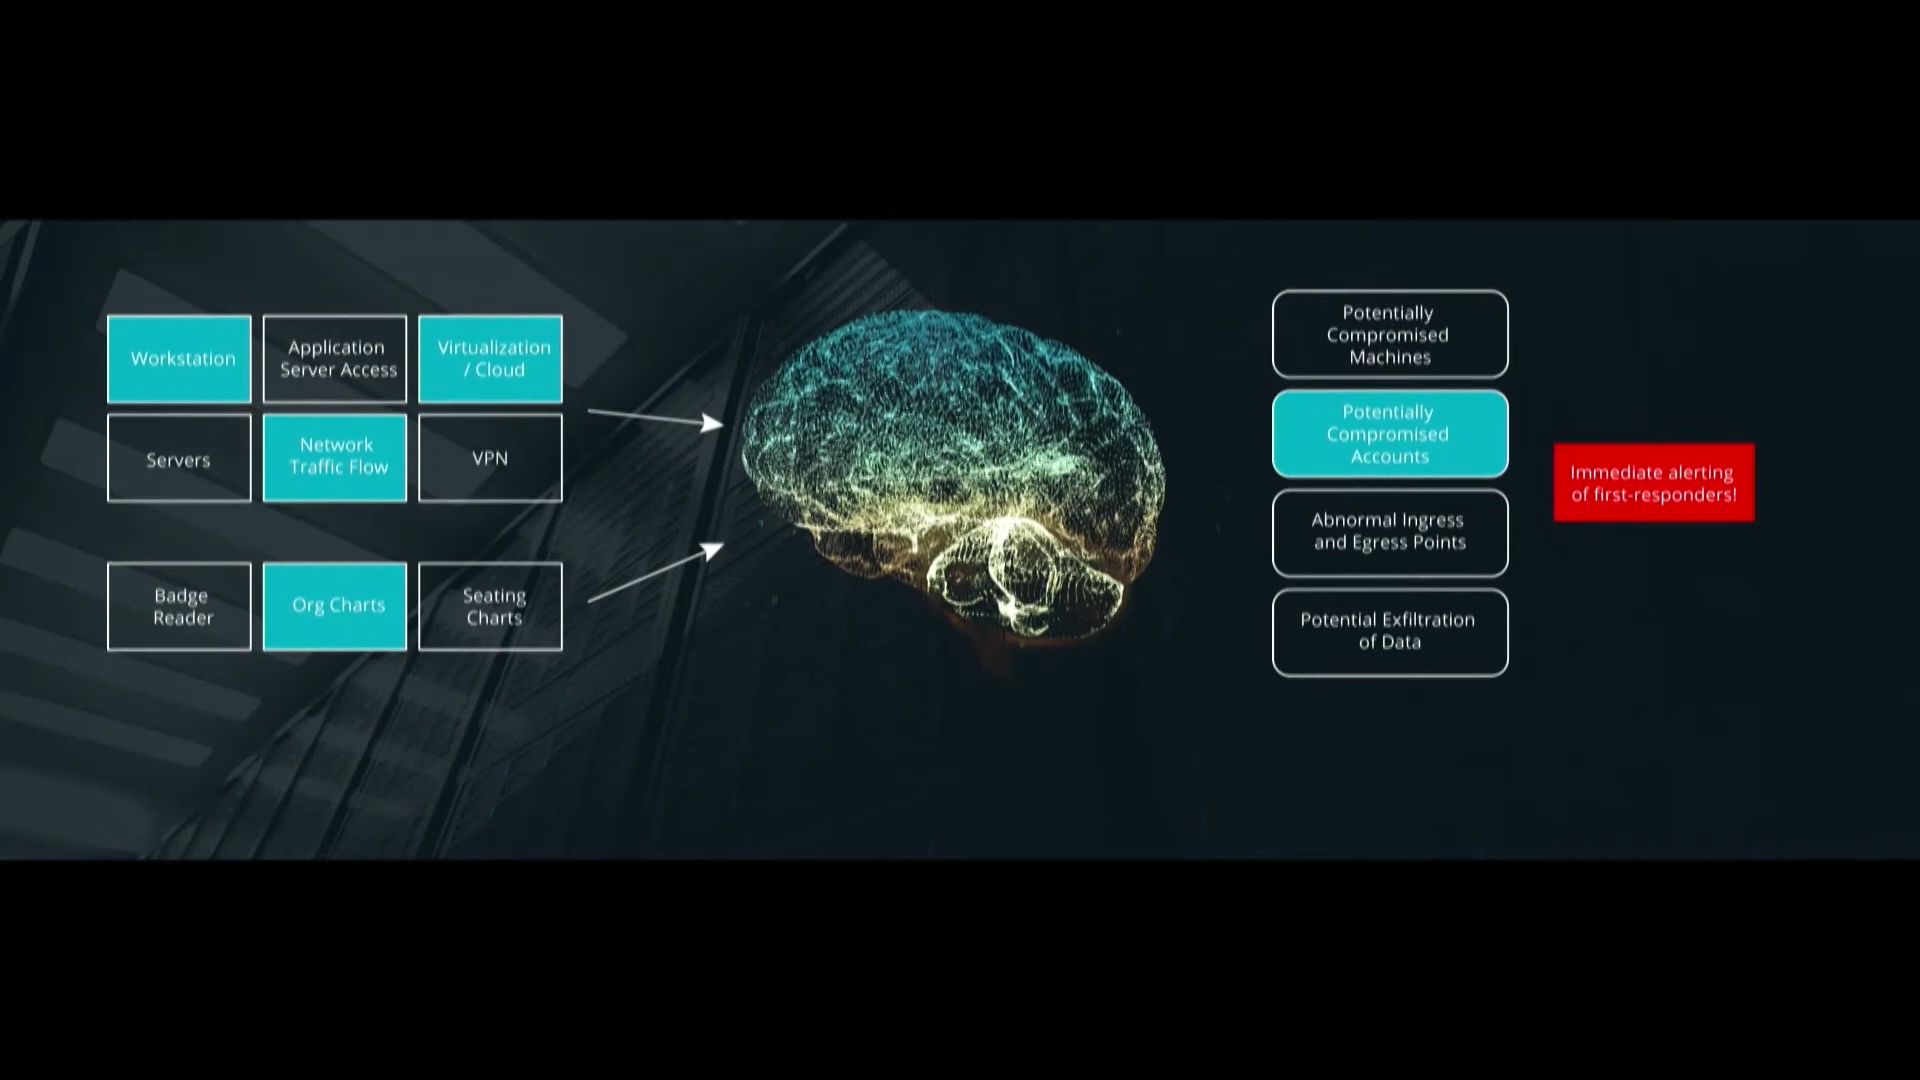 Workstation
Application
Server Access
Virtualization
/ Cloud
Servers
Network
Traffic Flow
VPN
Badge
Reader
Org Charts
Seating
Charts
Potentially
Compromised
Machines
Potentially
Compromised
Accounts
Abnormal Ingress
and Egress Points
Potential Exfiltration
of Data
Immediate alerting
of first-responders!